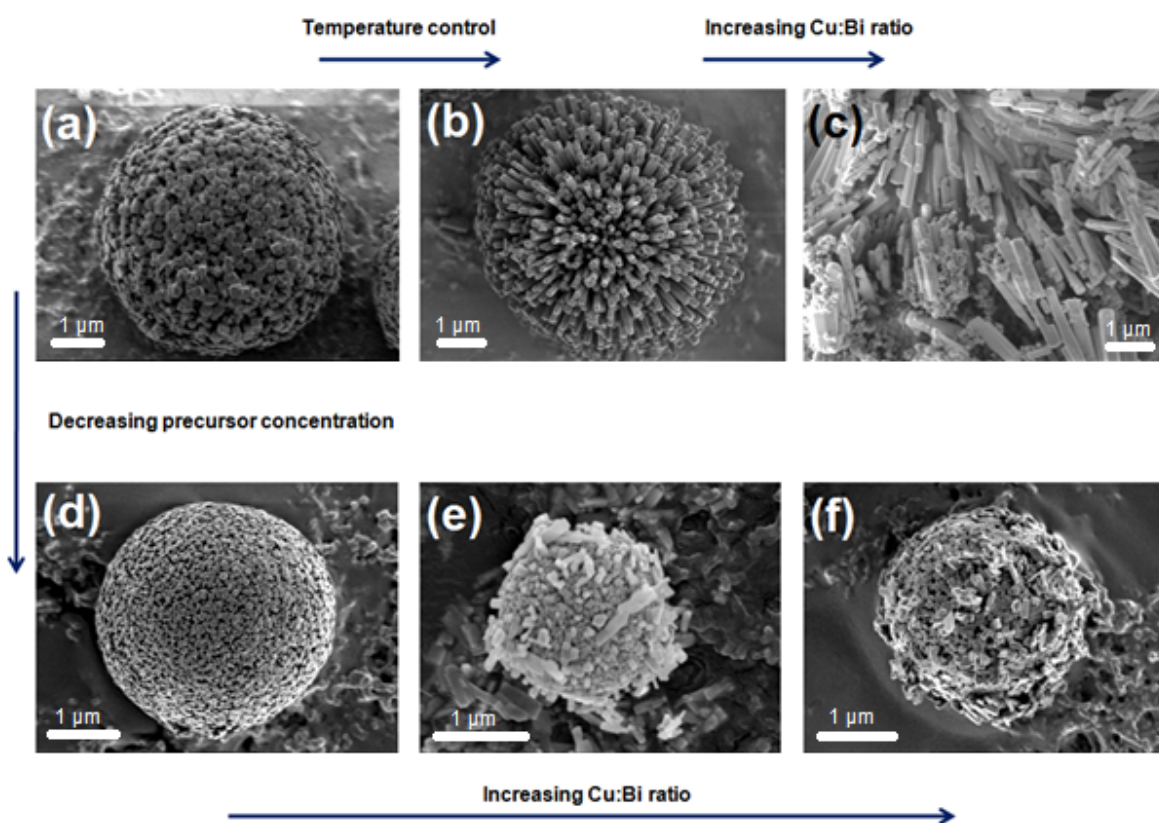 Temperature control
Increasing Cu:Bi ratio
(a)
(b)
(c)
1 µm
1 µm
1 µm
Decreasing precursor concentration
(d)
(e)
(f)
1 µm
1 µm
1 µm
Increasing Cu:Bi ratio